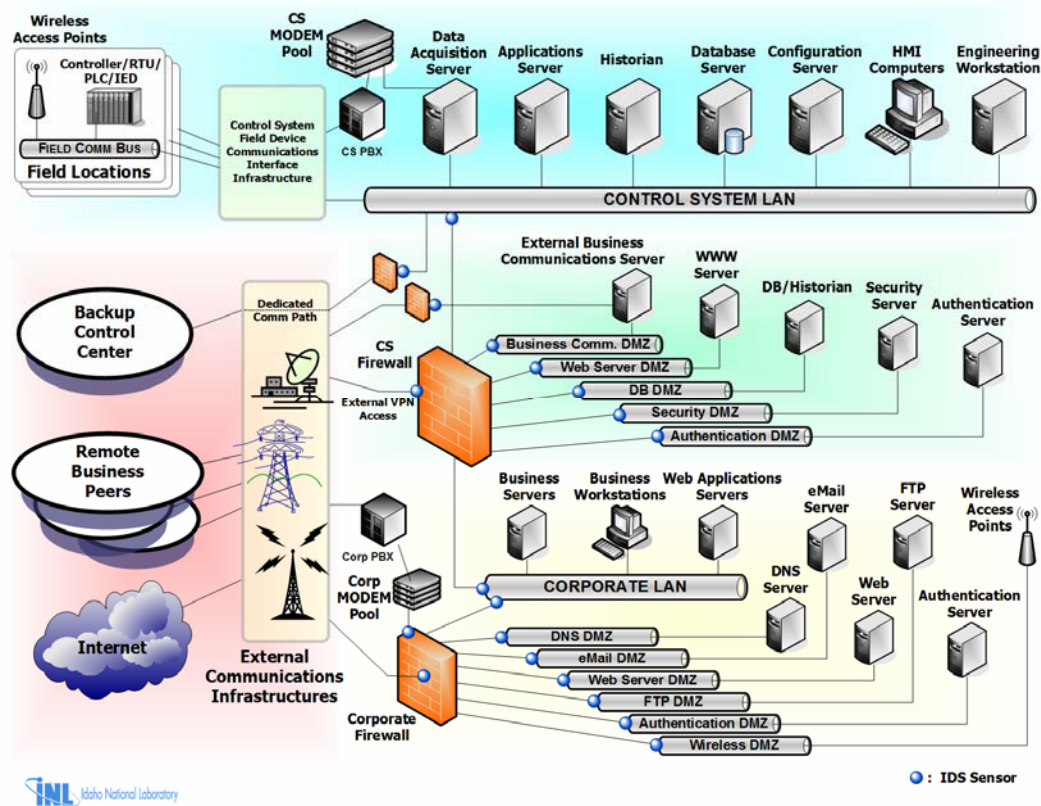 Wireless
Access Points
Controller/RTU/
PLC/IED
FIELD COMM BUS
Field Locations
Control System
Field Device
Communications
Interface
Infrastructure
CS
MODEM
Pool
CS PBX
Data
Acquisition
Server
Applications
Server
Historian
Database
Server
Configuration
Server
HMI
Computers
Engineering
Workstation
CONTROL SYSTEM LAN
Backup
Control
Center
Dedicated
Comm Path
CS
Firewall
External VPN
Access
External Business
Communications Server
WWW
Server
DB/Historian
Security
Server
Authentication
Server
Business Comm. DMZ
Web Server DMZ
DB DMZ
Security DMZ
Authentication DMZ
Remote
Business
Peers
Internet
External
Communications
Infrastructures
Corp PBX
Corp
MODEM
Pool
Corporate
Firewall
Business
Servers
Business
Workstations
Web Applications
Servers
eMail
Server
FTP
Server
Wireless
Access
Points
CORPORATE LAN
DNS
Server
Web
Server
Authentication
Server
DNS DMZ
eMail DMZ
Web Server DMZ
FTP DMZ
Authentication DMZ
Wireless DMZ
INL Idaho National Laboratory
: IDS Sensor